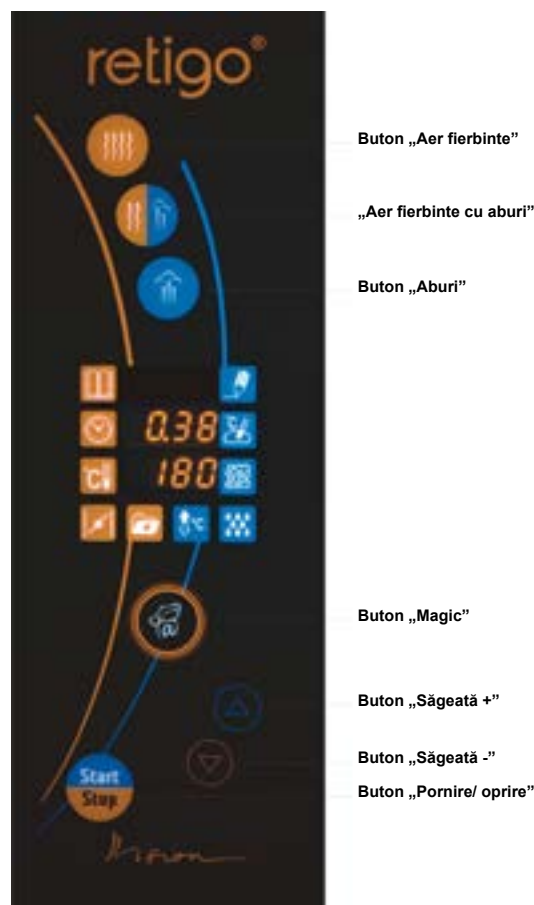 retigo®
Buton „Aer fierbinte”
„Aer fierbinte cu aburi”
Buton „Aburi”
0.38
°C
180
°C
Buton „Magic”
Buton „Săgeată +”
Buton „Săgeată -”
Start
Stop
Buton „Pornire/ oprire”
Vision